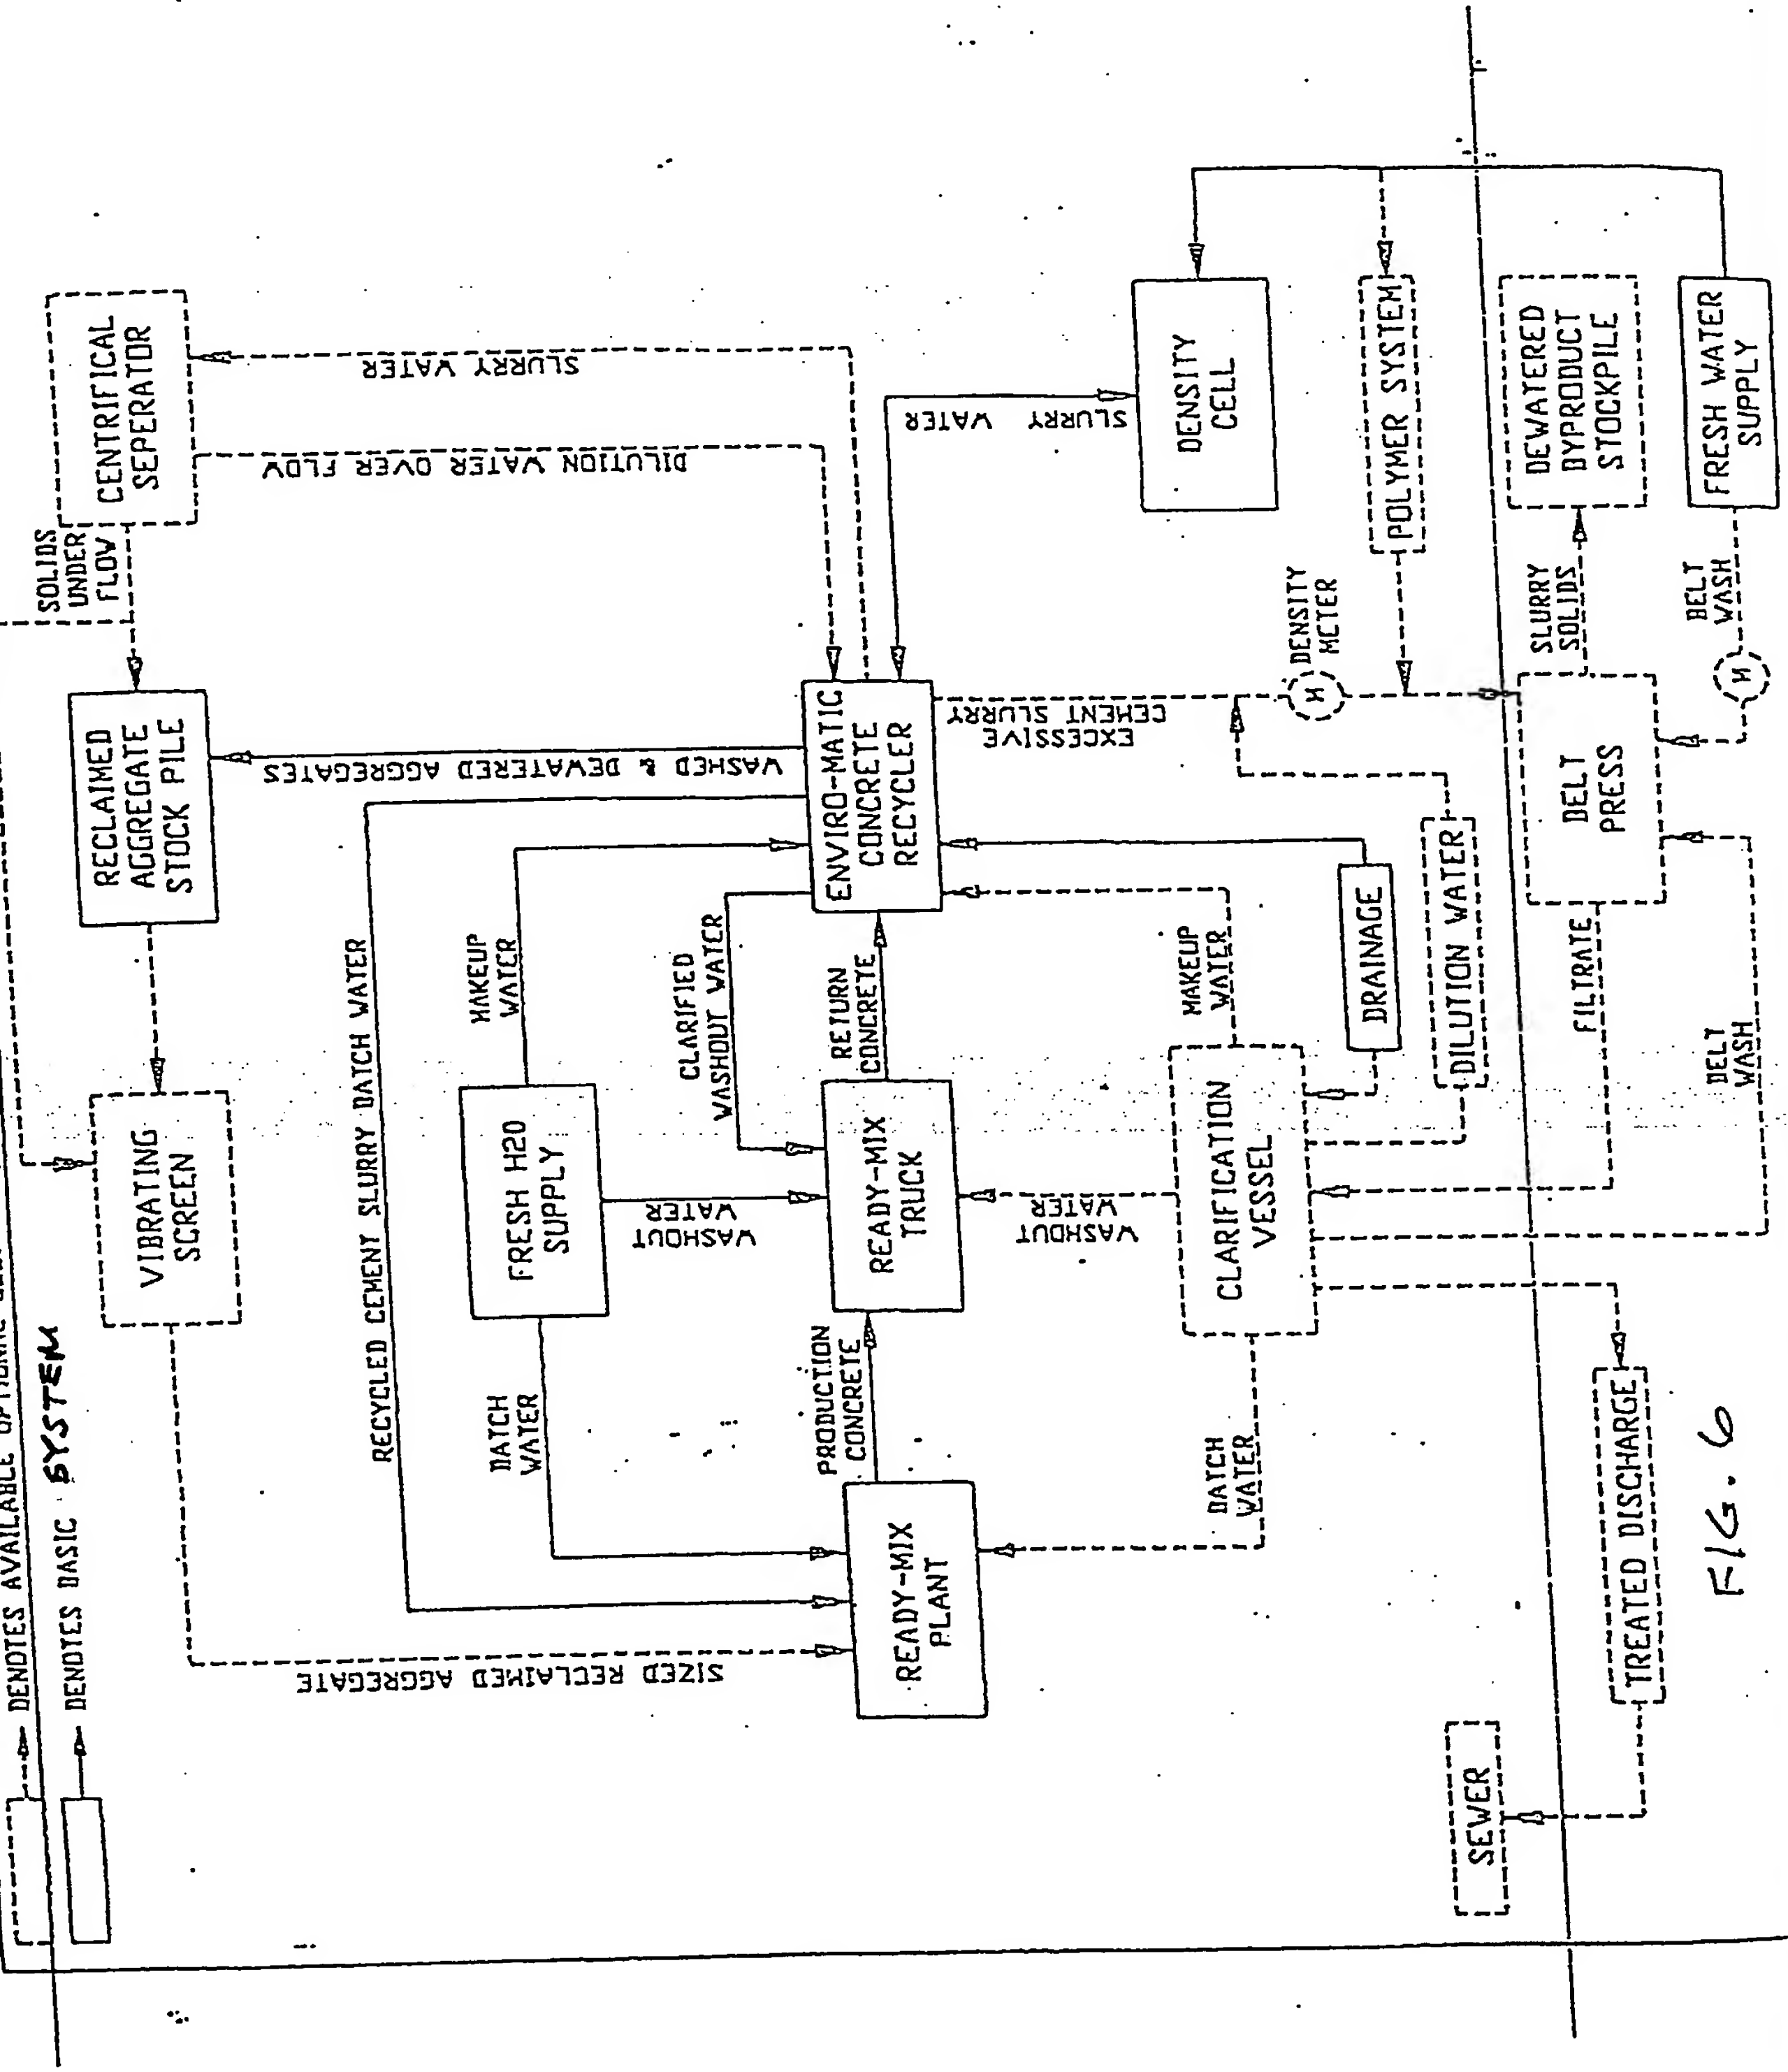 DENOTES AVAILABLE OPTIONAL
DENOTES BASIC SYSTEM
SOLIDS
UNDER
FLOW
CENTRIFICAL
SEPERATOR
RECLAIMED
AGGREGATE
STOCK PILE
VIBRATING
SCREEN
SLURRY WATER
DILUTION WATER OVER FLOW
WASHED & DEWATERED AGGREGATES
RECYCLED CEMENT SLURRY BATCH WATER
SIZED RECLAIMED AGGREGATE
MAKEUP
WATER
FRESH H2O
SUPPLY
BATCH
WATER
WASHOUT
WATER
CLARIFIED
WASHOUT WATER
ENVIRO-MATIC
CONCRETE
RECYCLER
RETURN
CONCRETE
READY-MIX
TRUCK
PRODUCTION
CONCRETE
READY-MIX
PLANT
SLURRY WATER
DENSITY
CELL
EXCESSIVE
CEMENT SLURRY
WASHOUT
WATER
MAKEUP
WATER
CLARIFICATION
VESSEL
BATCH
WATER
DRAINAGE
DILUTION WATER
DENSITY
METER
M
POLYMER SYSTEM
SLURRY
SOLIDS
DEWATERED
BYPRODUCT
STOCKPILE
BELT
PRESS
FILTRATE
BELT
WASH
BELT
WASH
M
FRESH WATER
SUPPLY
TREATED DISCHARGE
SEWER
FIG. 6